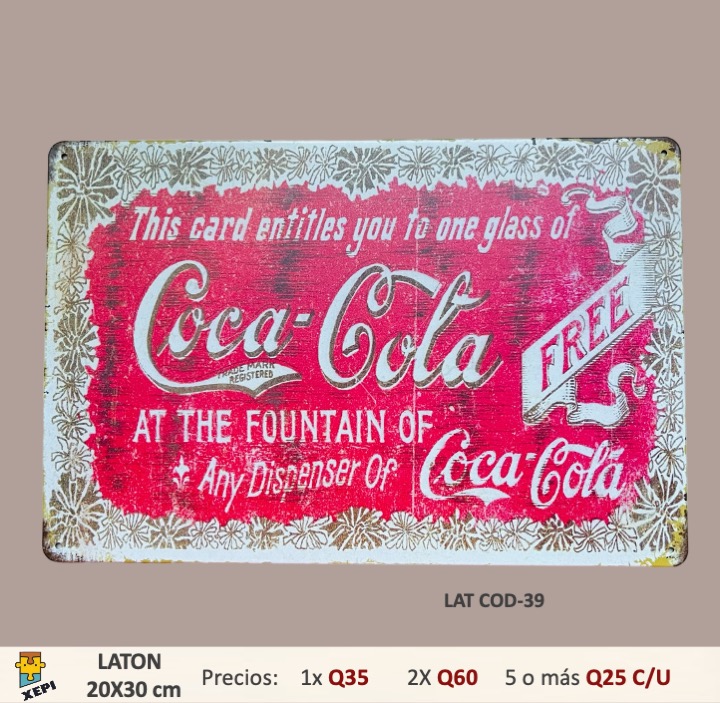 This card entitles you to one glass of
Coca-Cola
TRADE MARK
REGISTERED
FREE
AT THE FOUNTAIN OF
Any Dispenser Of Coca-Cola
LAT COD-39
XEPI
LATON
20X30 cm
Precios: 1x Q35 2X Q60 5 o más Q25 C/U